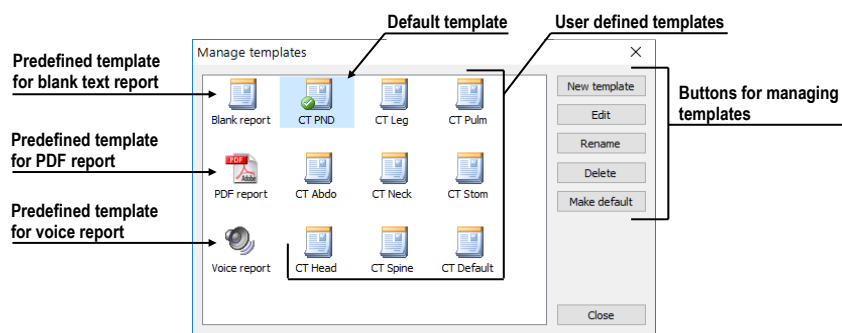 Default template
User defined templates
Manage templates
Predefined template
for blank text report
Blank report
CT PND
CT Leg
CT Pulm
New template
Edit
Buttons for managing
templates
Rename
Predefined template
for PDF report
PDF
Adobe
PDF report
CT Abdo
CT Neck
CT Stom
Delete
Make default
Predefined template
for voice report
Voice report
CT Head
CT Spine
CT Default
Close